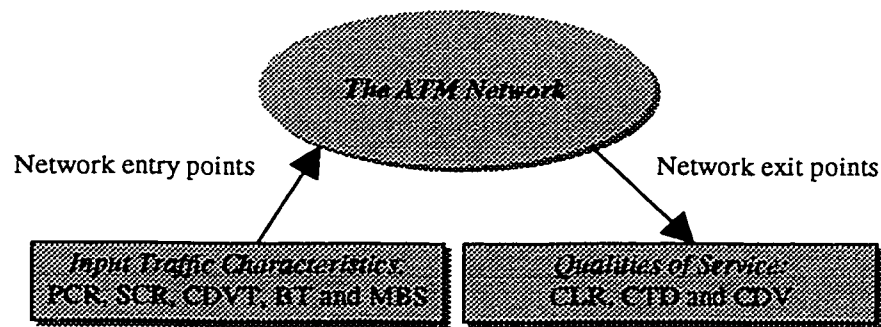 The ATM Network
Network entry points
Network exit points
Input Traffic Characteristics:
PCR, SCR, CDVT, BT and MBS
Qualities of Service:
CLR, CTD and CDV